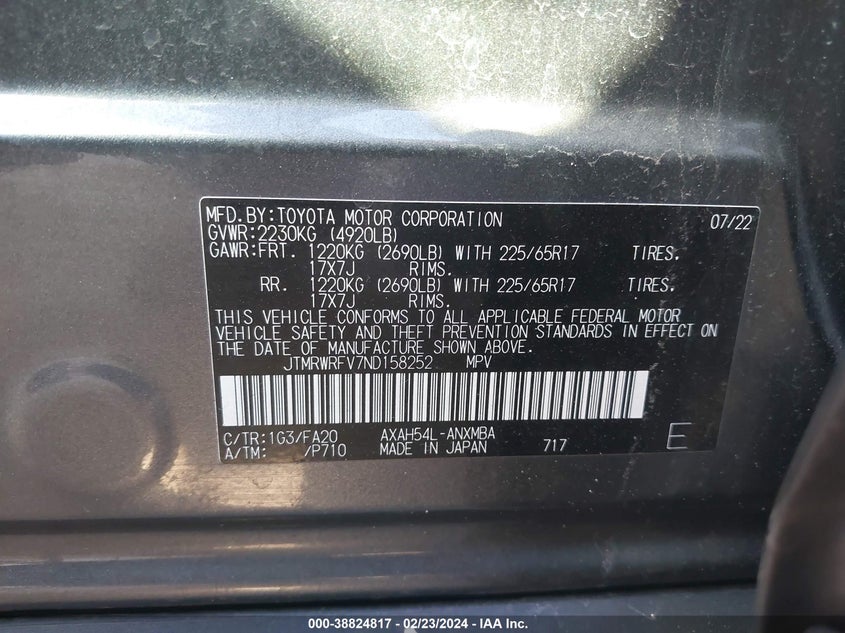 MFD.BY:TOYOTA MOTOR CORPORATION 07/22
GVWR:2230KG (4920LB)
GAWR:FRT. 1220KG (2690LB) WITH 225/65R17 TIRES.
17X7J RIMS.
RR. 1220KG (2690LB) WITH 225/65R17 TIRES.
17X7J RIMS.
THIS VEHICLE CONFORMS TO ALL APPLICABLE FEDERAL MOTOR
VEHICLE SAFETY AND THEFT PREVENTION STANDARDS IN EFFECT ON
THE DATE OF MANUFACTURE SHOWN ABOVE.
JTMRWRFV7ND158252 MPV
C/TR:1G3/FA20 AXAH54L-ANXMBA
A/TM: /P710 MADE IN JAPAN 717 E
000-38824817 - 02/23/2024 - IAA Inc.